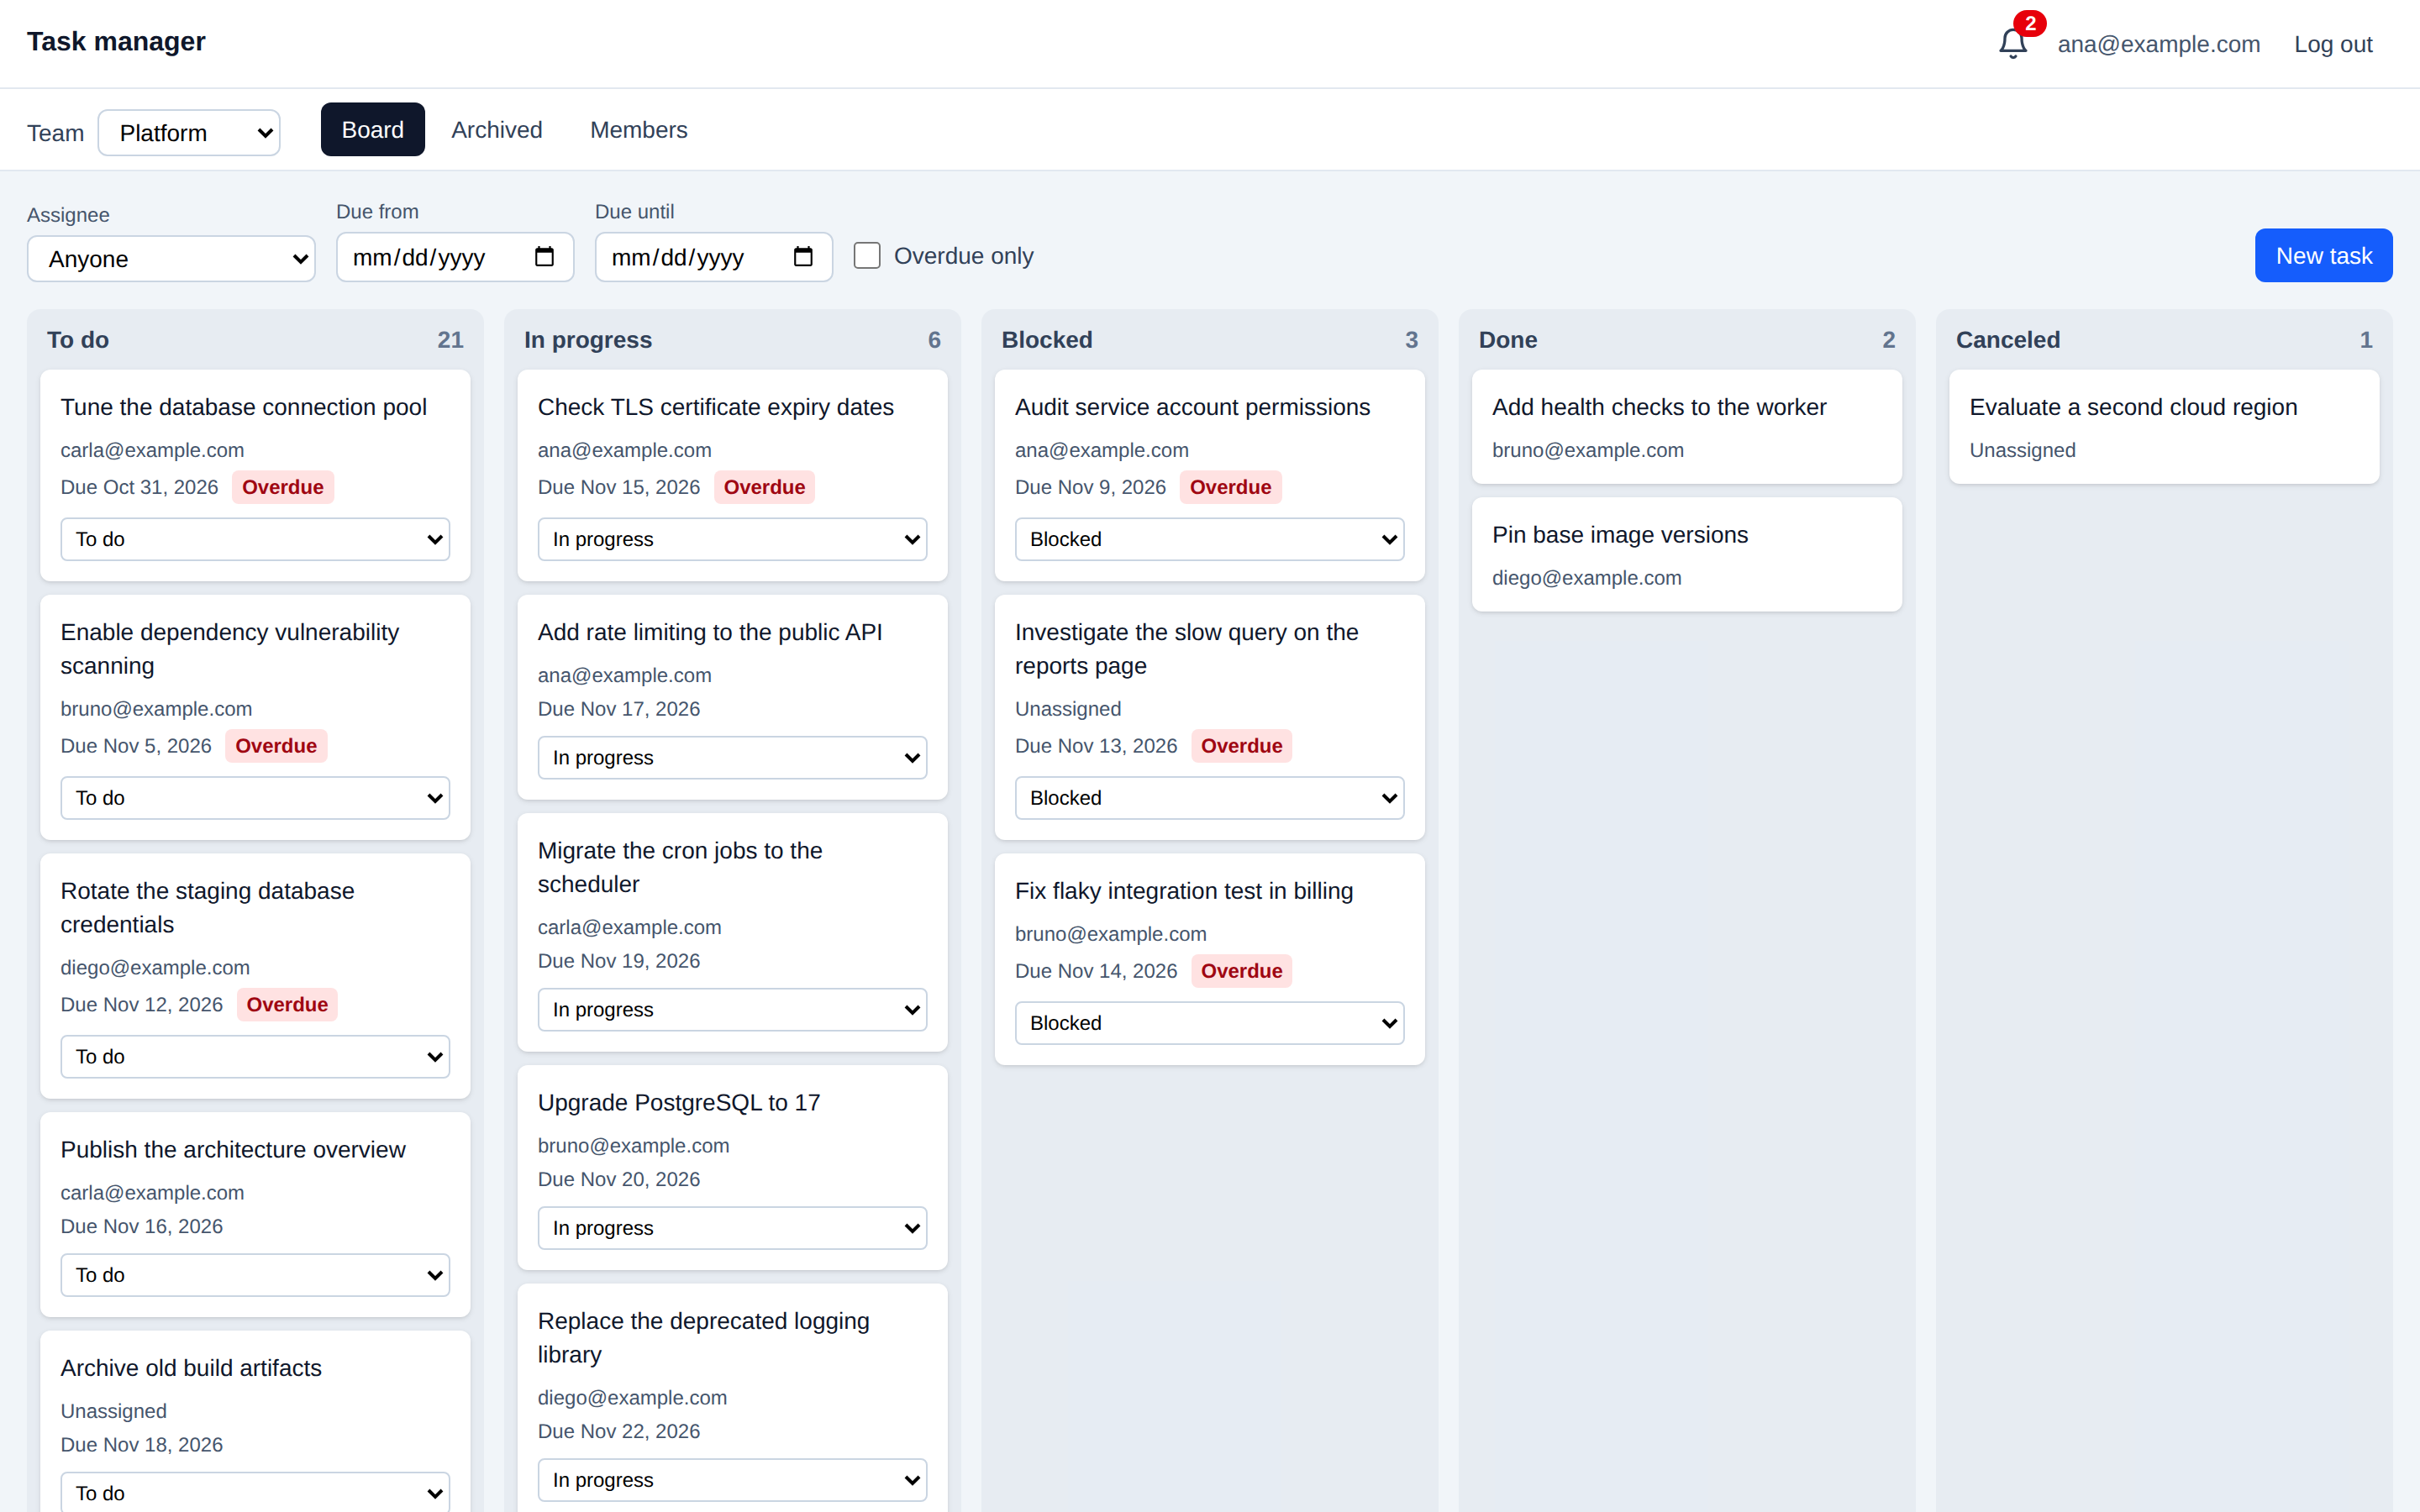 Task manager
2
ana@example.com
Log out
Team
Platform
Board
Archived
Members
Assignee
Anyone
Due from
mm/dd/yyyy
Due until
mm/dd/yyyy
Overdue only
New task
To do
21
Tune the database connection pool
carla@example.com
Due Oct 31, 2026
Overdue
To do
Enable dependency vulnerability
scanning
bruno@example.com
Due Nov 5, 2026
Overdue
To do
Rotate the staging database
credentials
diego@example.com
Due Nov 12, 2026
Overdue
To do
Publish the architecture overview
carla@example.com
Due Nov 16, 2026
To do
Archive old build artifacts
Unassigned
Due Nov 18, 2026
To do
In progress
6
Check TLS certificate expiry dates
ana@example.com
Due Nov 15, 2026
Overdue
In progress
Add rate limiting to the public API
ana@example.com
Due Nov 17, 2026
In progress
Migrate the cron jobs to the
scheduler
carla@example.com
Due Nov 19, 2026
In progress
Upgrade PostgreSQL to 17
bruno@example.com
Due Nov 20, 2026
In progress
Replace the deprecated logging
library
diego@example.com
Due Nov 22, 2026
In progress
Blocked
3
Audit service account permissions
ana@example.com
Due Nov 9, 2026
Overdue
Blocked
Investigate the slow query on the
reports page
Unassigned
Due Nov 13, 2026
Overdue
Blocked
Fix flaky integration test in billing
bruno@example.com
Due Nov 14, 2026
Overdue
Blocked
Done
2
Add health checks to the worker
bruno@example.com
Pin base image versions
diego@example.com
Canceled
1
Evaluate a second cloud region
Unassigned